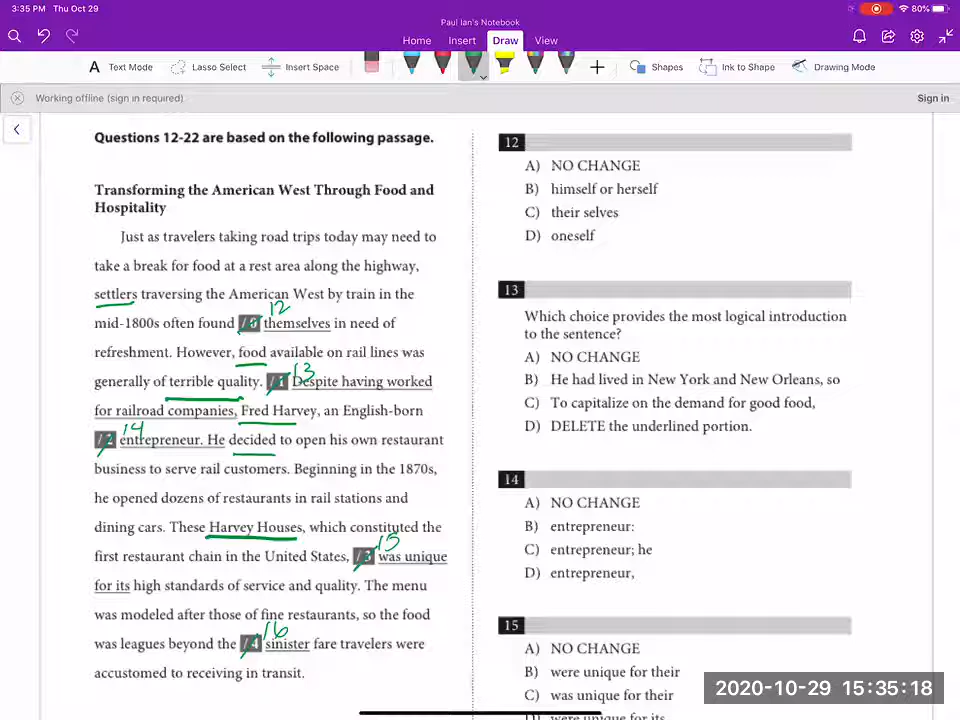 3:35 PM Thu Oct 29
80%
Paul Ian's Notebook
Home Insert Draw View
Text Mode Lasso Select Insert Space Shapes Ink to Shape Drawing Mode
Working offline (sign in required) Sign in
Questions 12-22 are based on the following passage.
Transforming the American West Through Food and
Hospitality
Just as travelers taking road trips today may need to
take a break for food at a rest area along the highway,
settlers traversing the American West by train in the
12
mid-1800s often found themselves in need of
refreshment. However, food available on rail lines was
13
generally of terrible quality. Despite having worked
for railroad companies, Fred Harvey, an English-born
14
entrepreneur. He decided to open his own restaurant
business to serve rail customers. Beginning in the 1870s,
he opened dozens of restaurants in rail stations and
dining cars. These Harvey Houses, which constituted the
15
first restaurant chain in the United States, was unique
for its high standards of service and quality. The menu
was modeled after those of fine restaurants, so the food
16
was leagues beyond the sinister fare travelers were
accustomed to receiving in transit.
12
A) NO CHANGE
B) himself or herself
C) their selves
D) oneself
13
Which choice provides the most logical introduction
to the sentence?
A) NO CHANGE
B) He had lived in New York and New Orleans, so
C) To capitalize on the demand for good food,
D) DELETE the underlined portion.
14
A) NO CHANGE
B) entrepreneur:
C) entrepreneur; he
D) entrepreneur,
15
A) NO CHANGE
B) were unique for their
C) was unique for their
D) were unique for its
2020-10-29 15:35:18